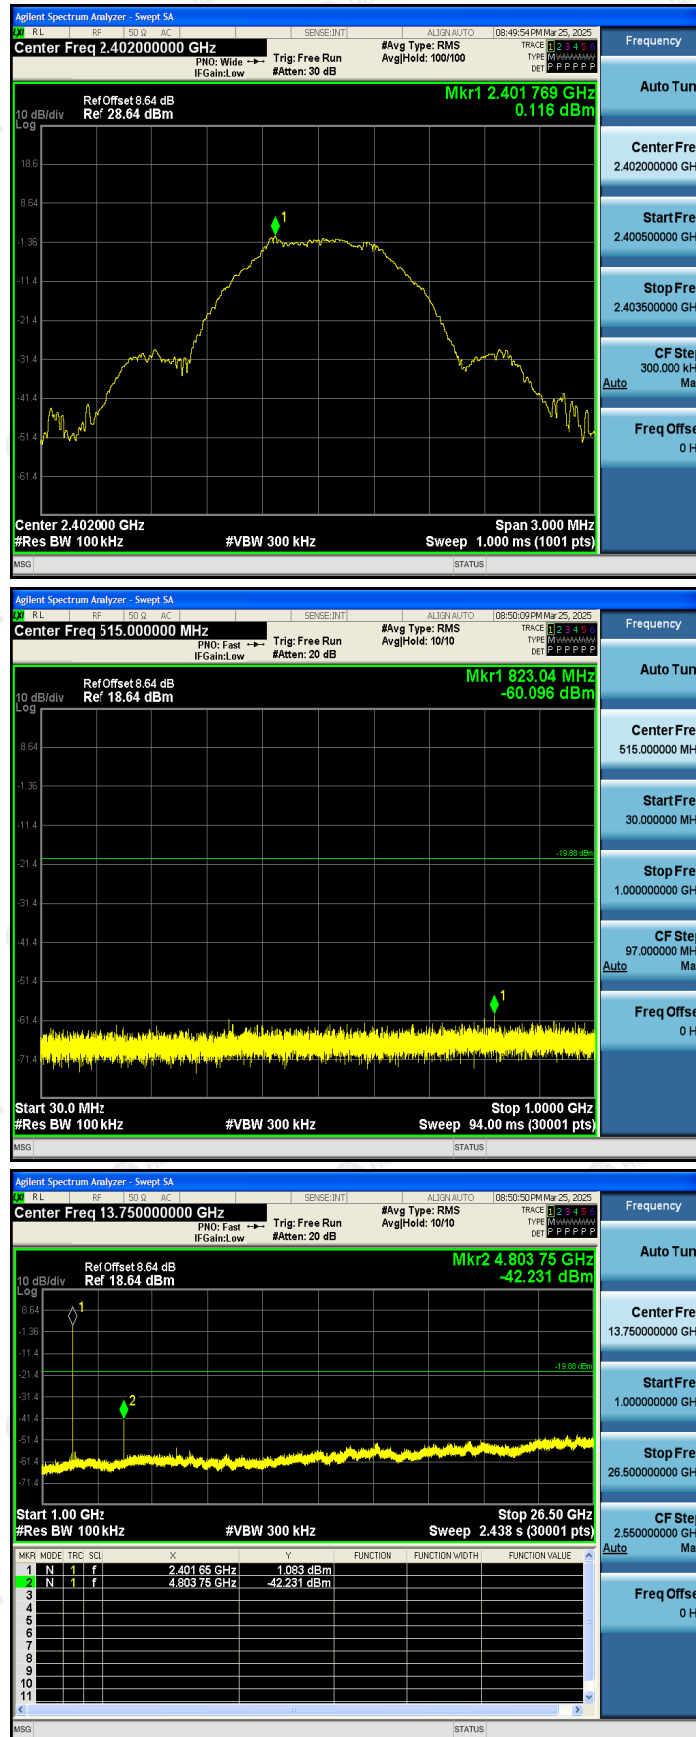 Agilent Spectrum Analyzer - Swept SA
LXI RL RF 50 Ω AC SENSE:INT ALIGN AUTO 08:49:54 PM Mar 25, 2025
Center Freq 2.402000000 GHz
PNO: Wide
IFGain:Low
Trig: Free Run
#Atten: 30 dB
#Avg Type: RMS
Avg|Hold: 100/100
TRACE 1 2 3 4 5 6
TYPE MWWWWW
DET P P P P P P
Ref Offset 8.64 dB
10 dB/div Ref 28.64 dBm
Log
Mkr1 2.401 769 GHz
0.116 dBm
18.6
8.64
-1.36
-11.4
-21.4
-31.4
-41.4
-51.4
-61.4
1
Center 2.402000 GHz Span 3.000 MHz
#Res BW 100 kHz #VBW 300 kHz Sweep 1.000 ms (1001 pts)
MSG STATUS
Frequency
Auto Tun
Center Fre
2.402000000 GH
Start Fre
2.400500000 GH
Stop Fre
2.403500000 GH
CF Ste
300.000 kH
Auto Ma
Freq Offse
0 H
Agilent Spectrum Analyzer - Swept SA
LXI RL RF 50 Ω AC SENSE:INT ALIGN AUTO 08:50:09 PM Mar 25, 2025
Center Freq 515.000000 MHz
PNO: Fast
IFGain:Low
Trig: Free Run
#Atten: 20 dB
#Avg Type: RMS
Avg|Hold: 10/10
TRACE 1 2 3 4 5 6
TYPE MWWWWW
DET P P P P P P
Ref Offset 8.64 dB
10 dB/div Ref 18.64 dBm
Log
Mkr1 823.04 MHz
-60.096 dBm
8.64
-1.36
-11.4
-21.4
-31.4
-41.4
-51.4
-61.4
-71.4
-19.88 dBm
1
Start 30.0 MHz Stop 1.0000 GHz
#Res BW 100 kHz #VBW 300 kHz Sweep 94.00 ms (30001 pts)
MSG STATUS
Frequency
Auto Tun
Center Fre
515.000000 MH
Start Fre
30.000000 MH
Stop Fre
1.000000000 GH
CF Ste
97.000000 MH
Auto Ma
Freq Offse
0 H
Agilent Spectrum Analyzer - Swept SA
LXI RL RF 50 Ω AC SENSE:INT ALIGN AUTO 08:50:50 PM Mar 25, 2025
Center Freq 13.750000000 GHz
PNO: Fast
IFGain:Low
Trig: Free Run
#Atten: 20 dB
#Avg Type: RMS
Avg|Hold: 10/10
TRACE 1 2 3 4 5 6
TYPE MWWWWW
DET P P P P P P
Ref Offset 8.64 dB
10 dB/div Ref 18.64 dBm
Log
Mkr2 4.803 75 GHz
-42.231 dBm
8.64
-1.36
-11.4
-21.4
-31.4
-41.4
-51.4
-61.4
-71.4
-19.88 dBm
1
2
Start 1.00 GHz Stop 26.50 GHz
#Res BW 100 kHz #VBW 300 kHz Sweep 2.438 s (30001 pts)
MKR MODE TRC SCL X Y FUNCTION FUNCTION WIDTH FUNCTION VALUE
1 N 1 f 2.401 65 GHz 1.083 dBm
2 N 1 f 4.803 75 GHz -42.231 dBm
3
4
5
6
7
8
9
10
11
MSG STATUS
Frequency
Auto Tun
Center Fre
13.750000000 GH
Start Fre
1.000000000 GH
Stop Fre
26.500000000 GH
CF Ste
2.550000000 GH
Auto Ma
Freq Offse
0 H